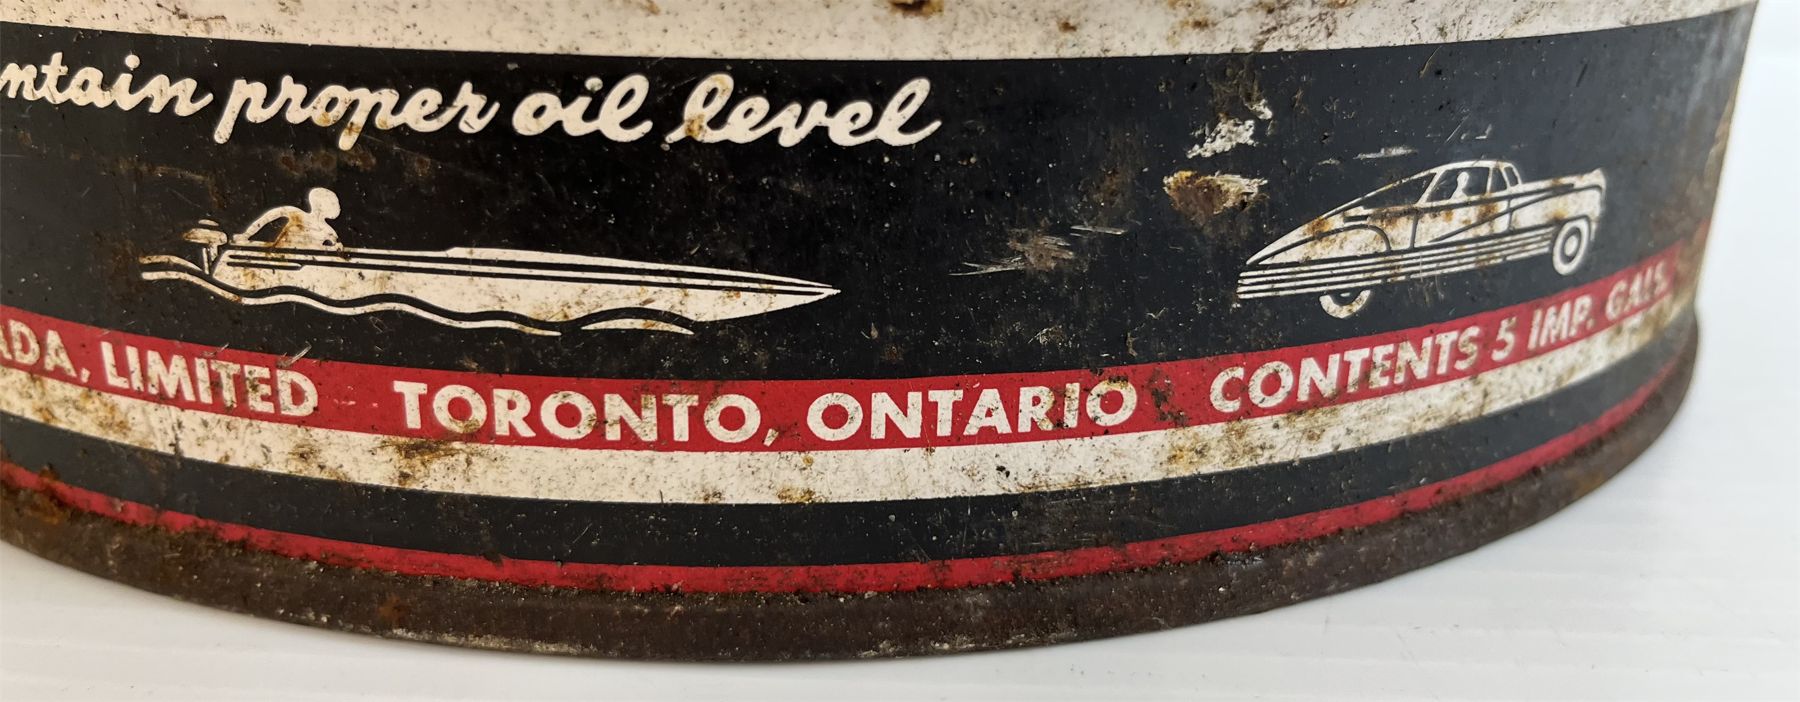 ntain proper oil level
ADA, LIMITED TORONTO, ONTARIO CONTENTS 5 IMP. GALS.